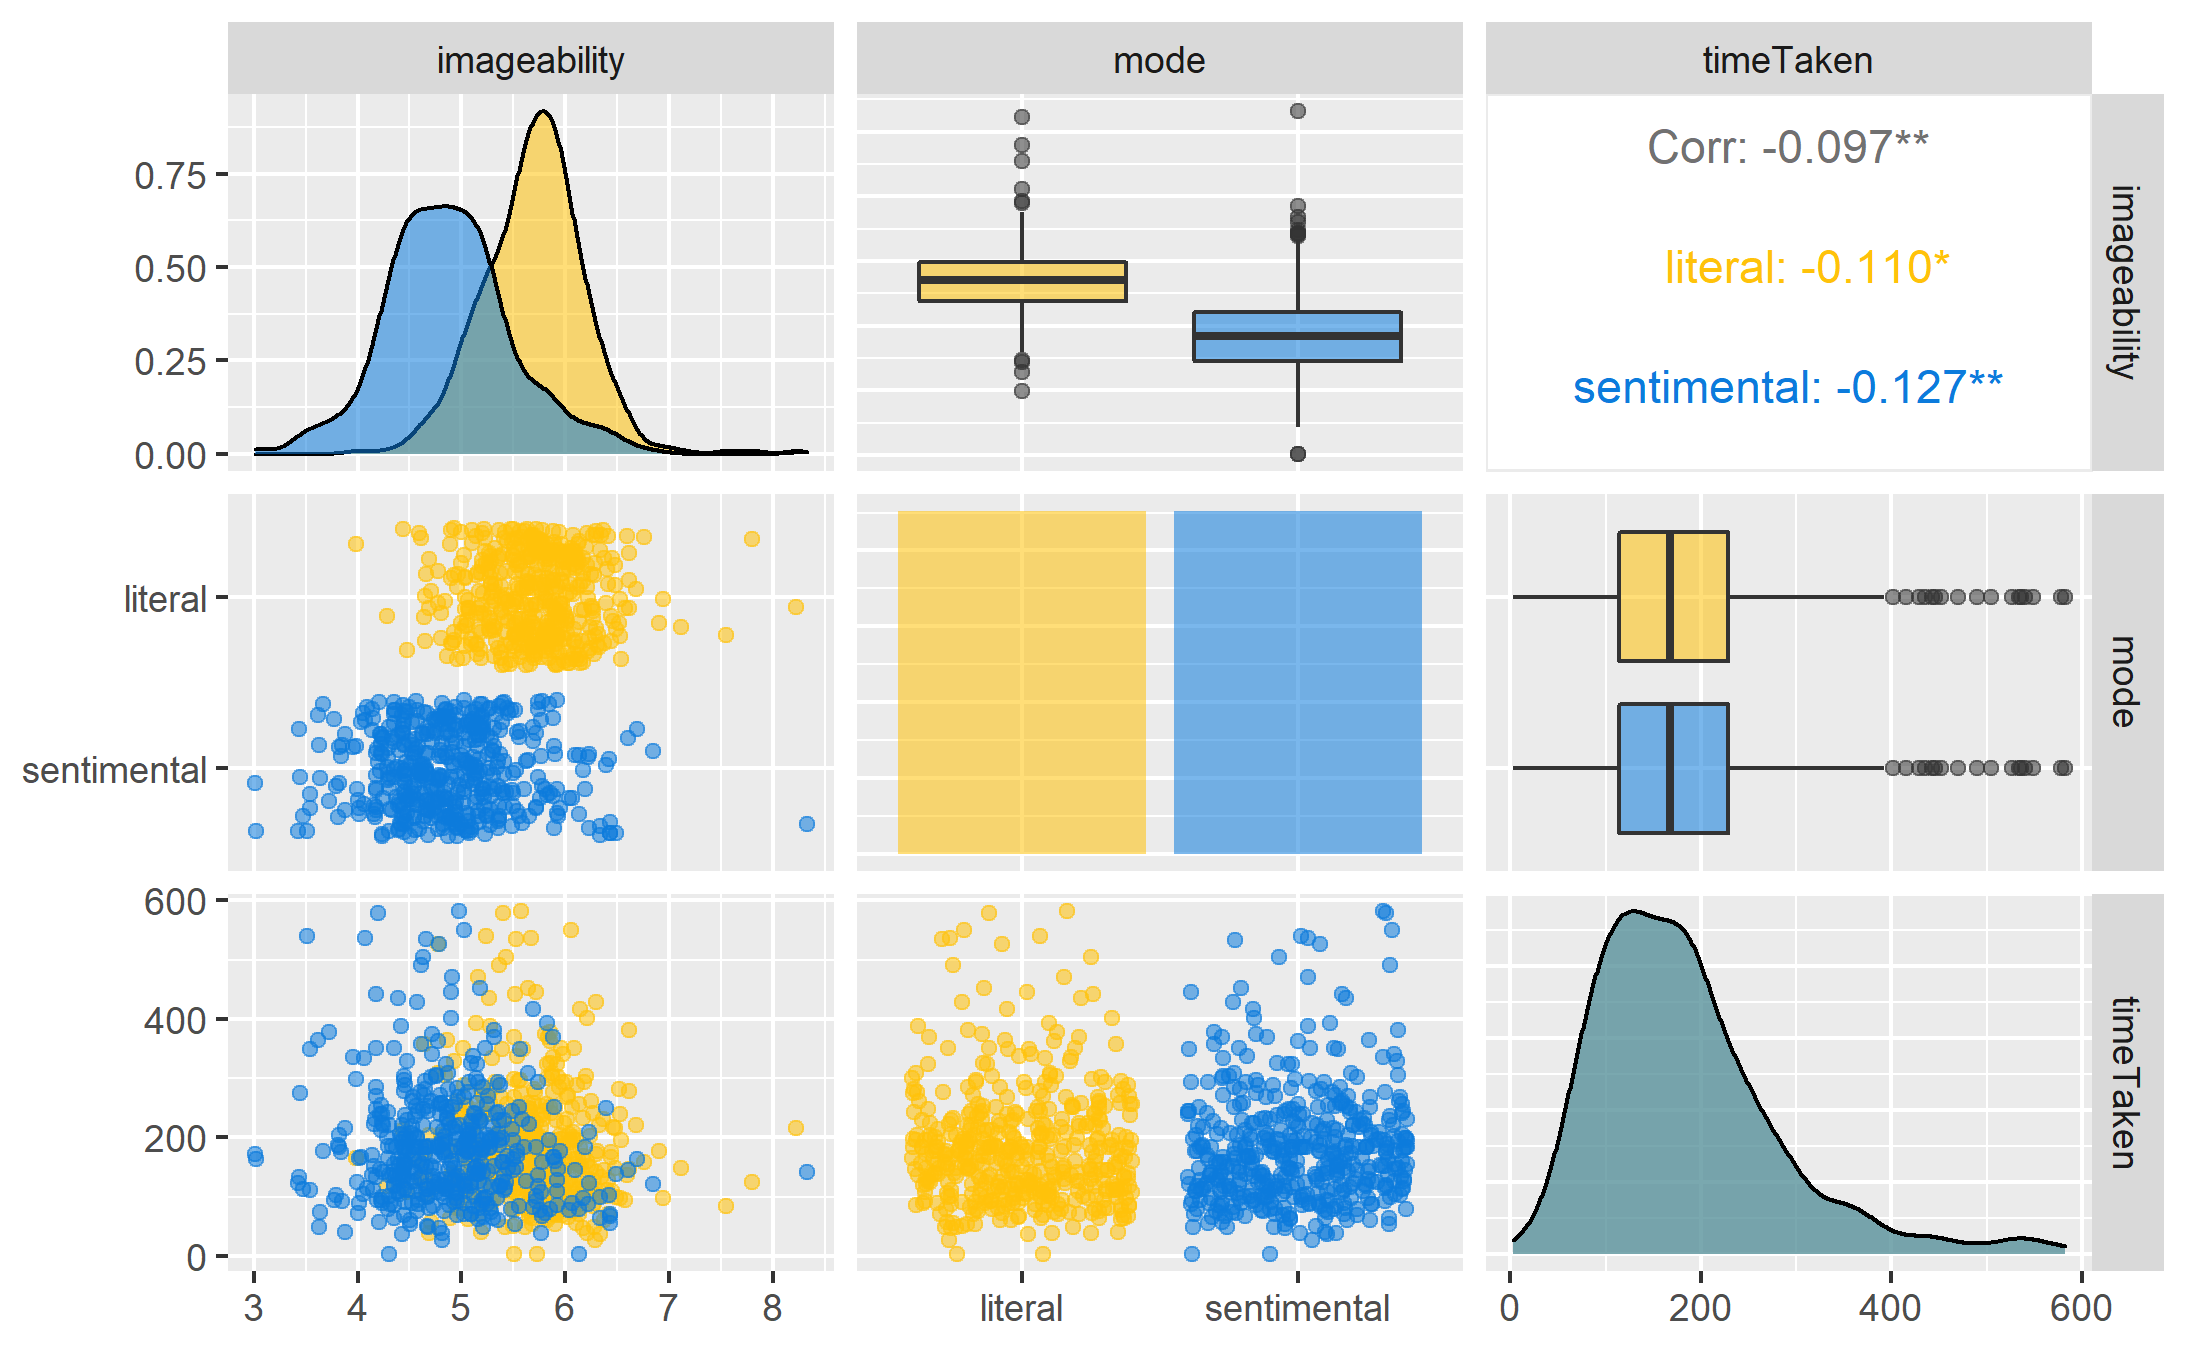 imageability
mode
timeTaken
0.75
0.50
0.25
0.00
Corr: -0.097**
literal: -0.110*
sentimental: -0.127**
imageability
literal
sentimental
mode
600
400
200
0
timeTaken
3 4 5 6 7 8
literal sentimental
0 200 400 600